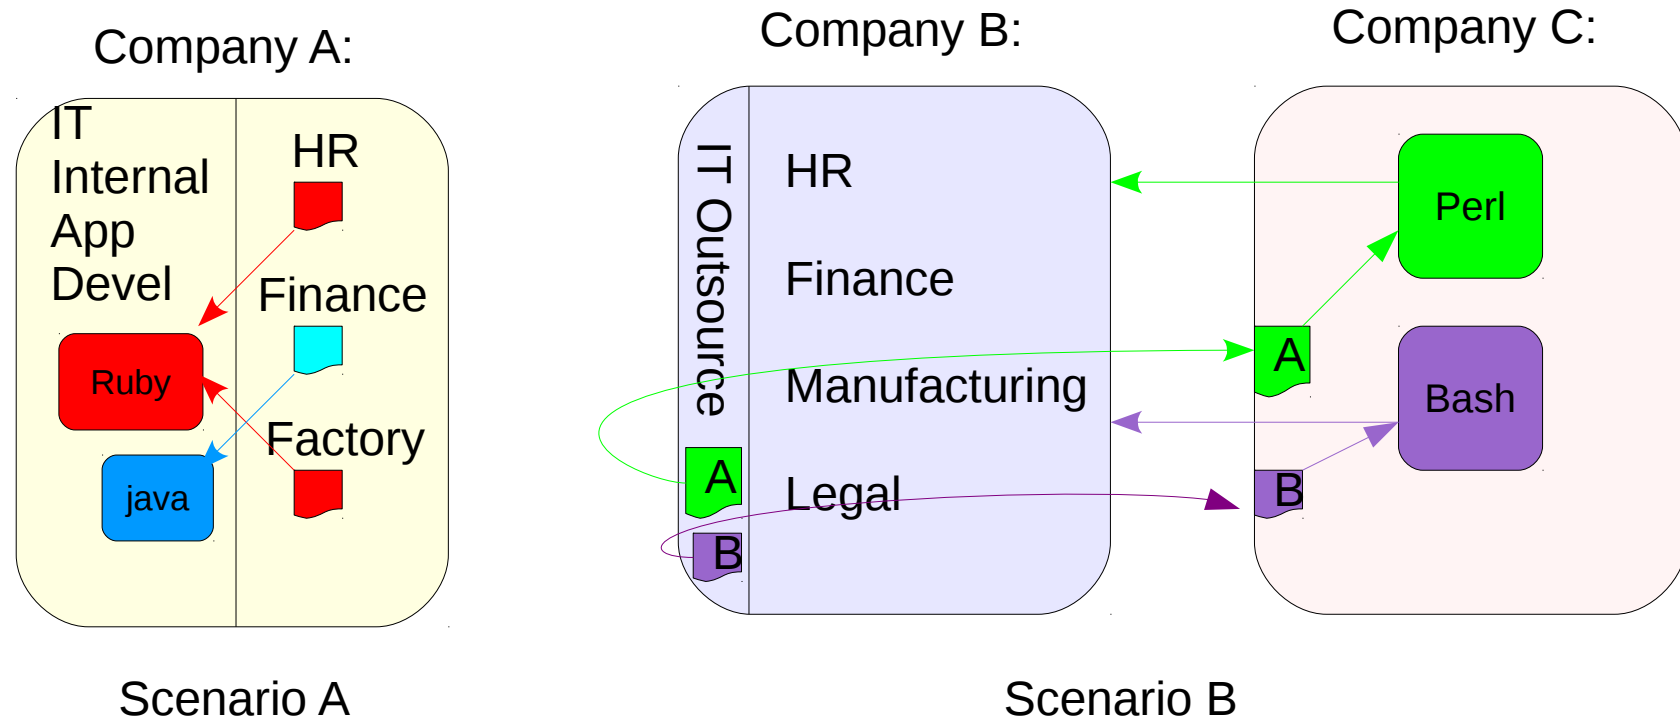 Company A:
IT
Internal
App
Devel
HR
Finance
Factory
Ruby
java
Scenario A
Company B:
IT Outsource
HR
Finance
Manufacturing
Legal
A
B
Company C:
Perl
A
Bash
B
Scenario B